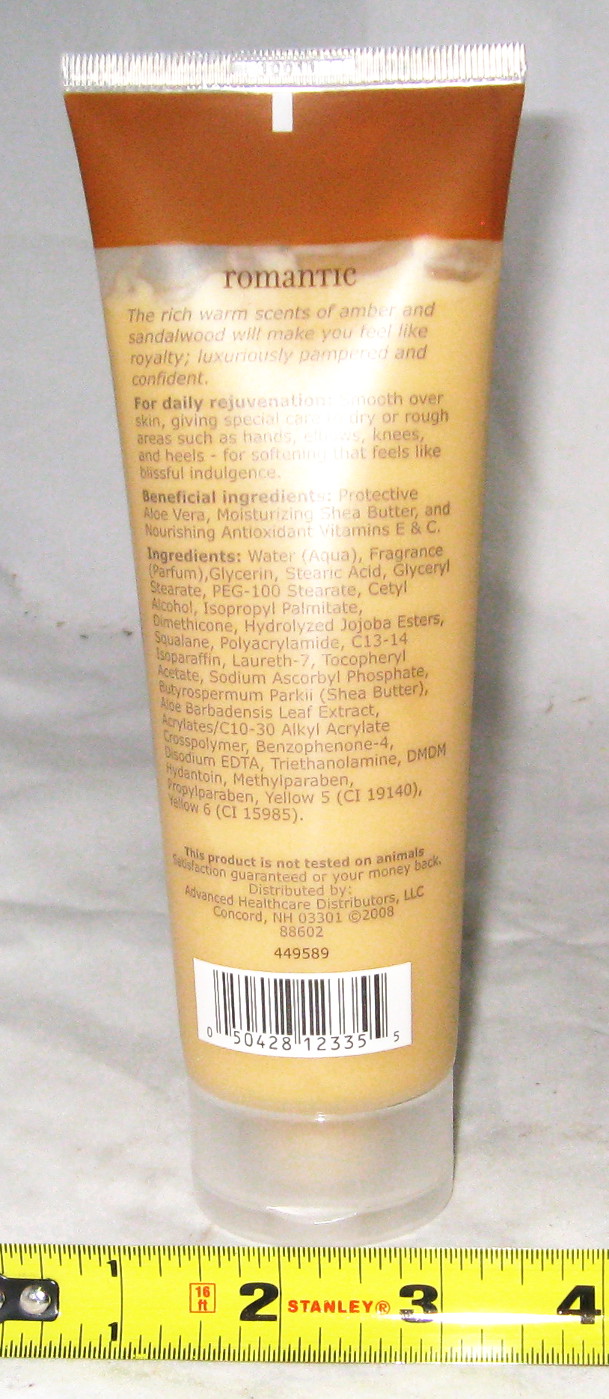 romantic
The rich warm scents of amber and
sandalwood will make you feel like
royalty; luxuriously pampered and
confident.
For daily rejuvenation: Smooth over
skin, giving special care to dry or rough
areas such as hands, elbows, knees,
and heels - for softening that feels like
blissful indulgence.
Beneficial ingredients: Protective
Aloe Vera, Moisturizing Shea Butter, and
Nourishing Antioxidant Vitamins E & C.
Ingredients: Water (Aqua), Fragrance
(Parfum),Glycerin, Stearic Acid, Glyceryl
Stearate, PEG-100 Stearate, Cetyl
Alcohol, Isopropyl Palmitate,
Dimethicone, Hydrolyzed Jojoba Esters,
Squalane, Polyacrylamide, C13-14
Isoparaffin, Laureth-7, Tocopheryl
Acetate, Sodium Ascorbyl Phosphate,
Butyrospermum Parkii (Shea Butter),
Aloe Barbadensis Leaf Extract,
Acrylates/C10-30 Alkyl Acrylate
Crosspolymer, Benzophenone-4,
Disodium EDTA, Triethanolamine, DMDM
Hydantoin, Methylparaben,
Propylparaben, Yellow 5 (CI 19140),
Yellow 6 (CI 15985).
This product is not tested on animals
Satisfaction guaranteed or your money back.
Distributed by:
Advanced Healthcare Distributors, LLC
Concord, NH 03301 ©2008
88602
449589
0 50428 12335 5
1 16 ft 2 STANLEY® 3 4
1